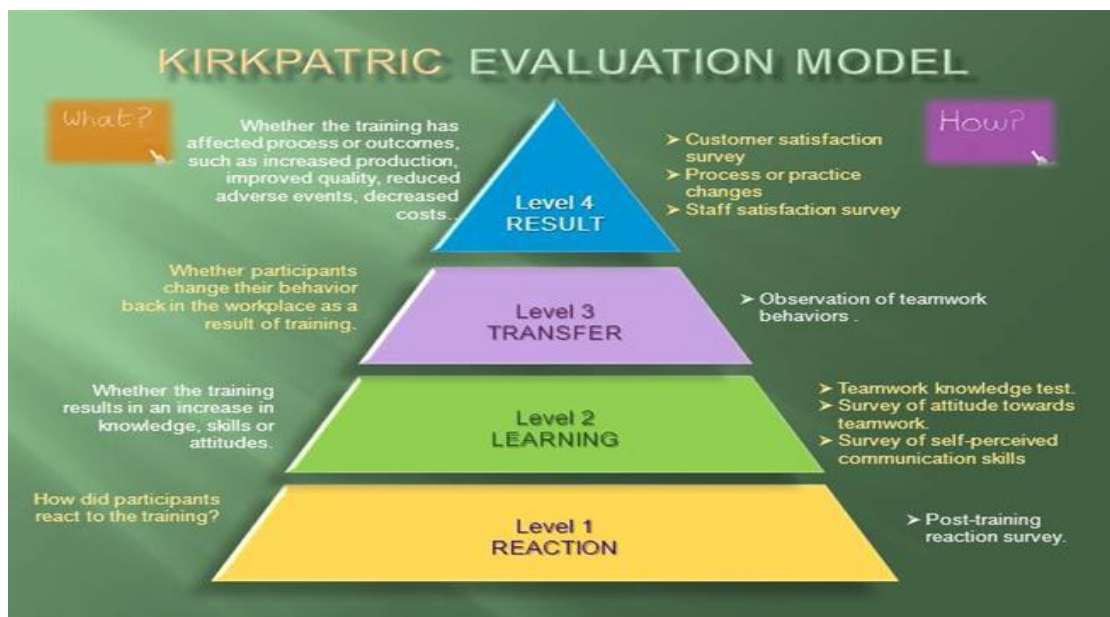 KIRKPATRIC EVALUATION MODEL
What?
How?
Whether the training has
affected process or outcomes,
such as increased production,
improved quality, reduced
adverse events, decreased
costs..
Level 4
RESULT
➤ Customer satisfaction
survey
➤ Process or practice
changes
➤ Staff satisfaction survey
Whether participants
change their behavior
back in the workplace as a
result of training.
Level 3
TRANSFER
➤ Observation of teamwork
behaviors .
Whether the training
results in an increase in
knowledge, skills or
attitudes.
Level 2
LEARNING
➤ Teamwork knowledge test.
➤ Survey of attitude towards
teamwork.
➤ Survey of self-perceived
communication skills
How did participants
react to the training?
Level 1
REACTION
➤ Post-training
reaction survey.